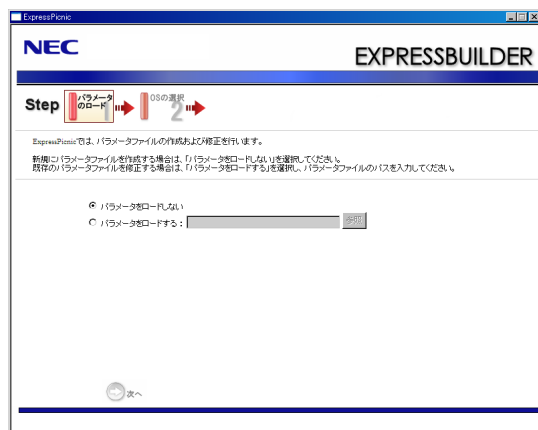 ExpressPicnic
NEC
EXPRESSBUILDER
Step パラメータのロード 1 OSの選択 2
ExpressPicnicでは、パラメータファイルの作成および修正を行います。
新規にパラメータファイルを作成する場合は、「パラメータをロードしない」を選択してください。
既存のパラメータファイルを修正する場合は、「パラメータをロードする」を選択し、パラメータファイルのパスを入力してください。
パラメータをロードしない
パラメータをロードする：
参照
次へ